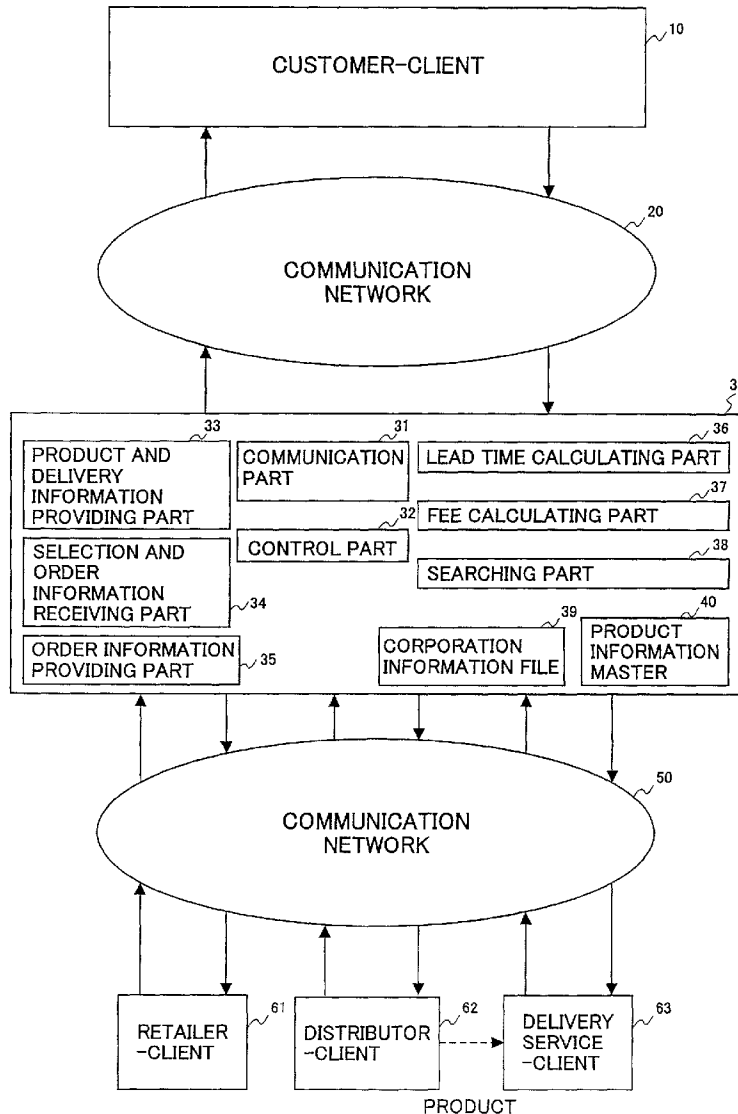 10
CUSTOMER-CLIENT
20
COMMUNICATION
NETWORK
3
33
PRODUCT AND
DELIVERY
INFORMATION
PROVIDING PART
31
COMMUNICATION
PART
36
LEAD TIME CALCULATING PART
37
FEE CALCULATING PART
32
CONTROL PART
38
SEARCHING PART
SELECTION AND
ORDER
INFORMATION
RECEIVING PART
34
ORDER INFORMATION
PROVIDING PART
35
39
CORPORATION
INFORMATION FILE
40
PRODUCT
INFORMATION
MASTER
50
COMMUNICATION
NETWORK
61
RETAILER
-CLIENT
62
DISTRIBUTOR
-CLIENT
63
DELIVERY
SERVICE
-CLIENT
PRODUCT